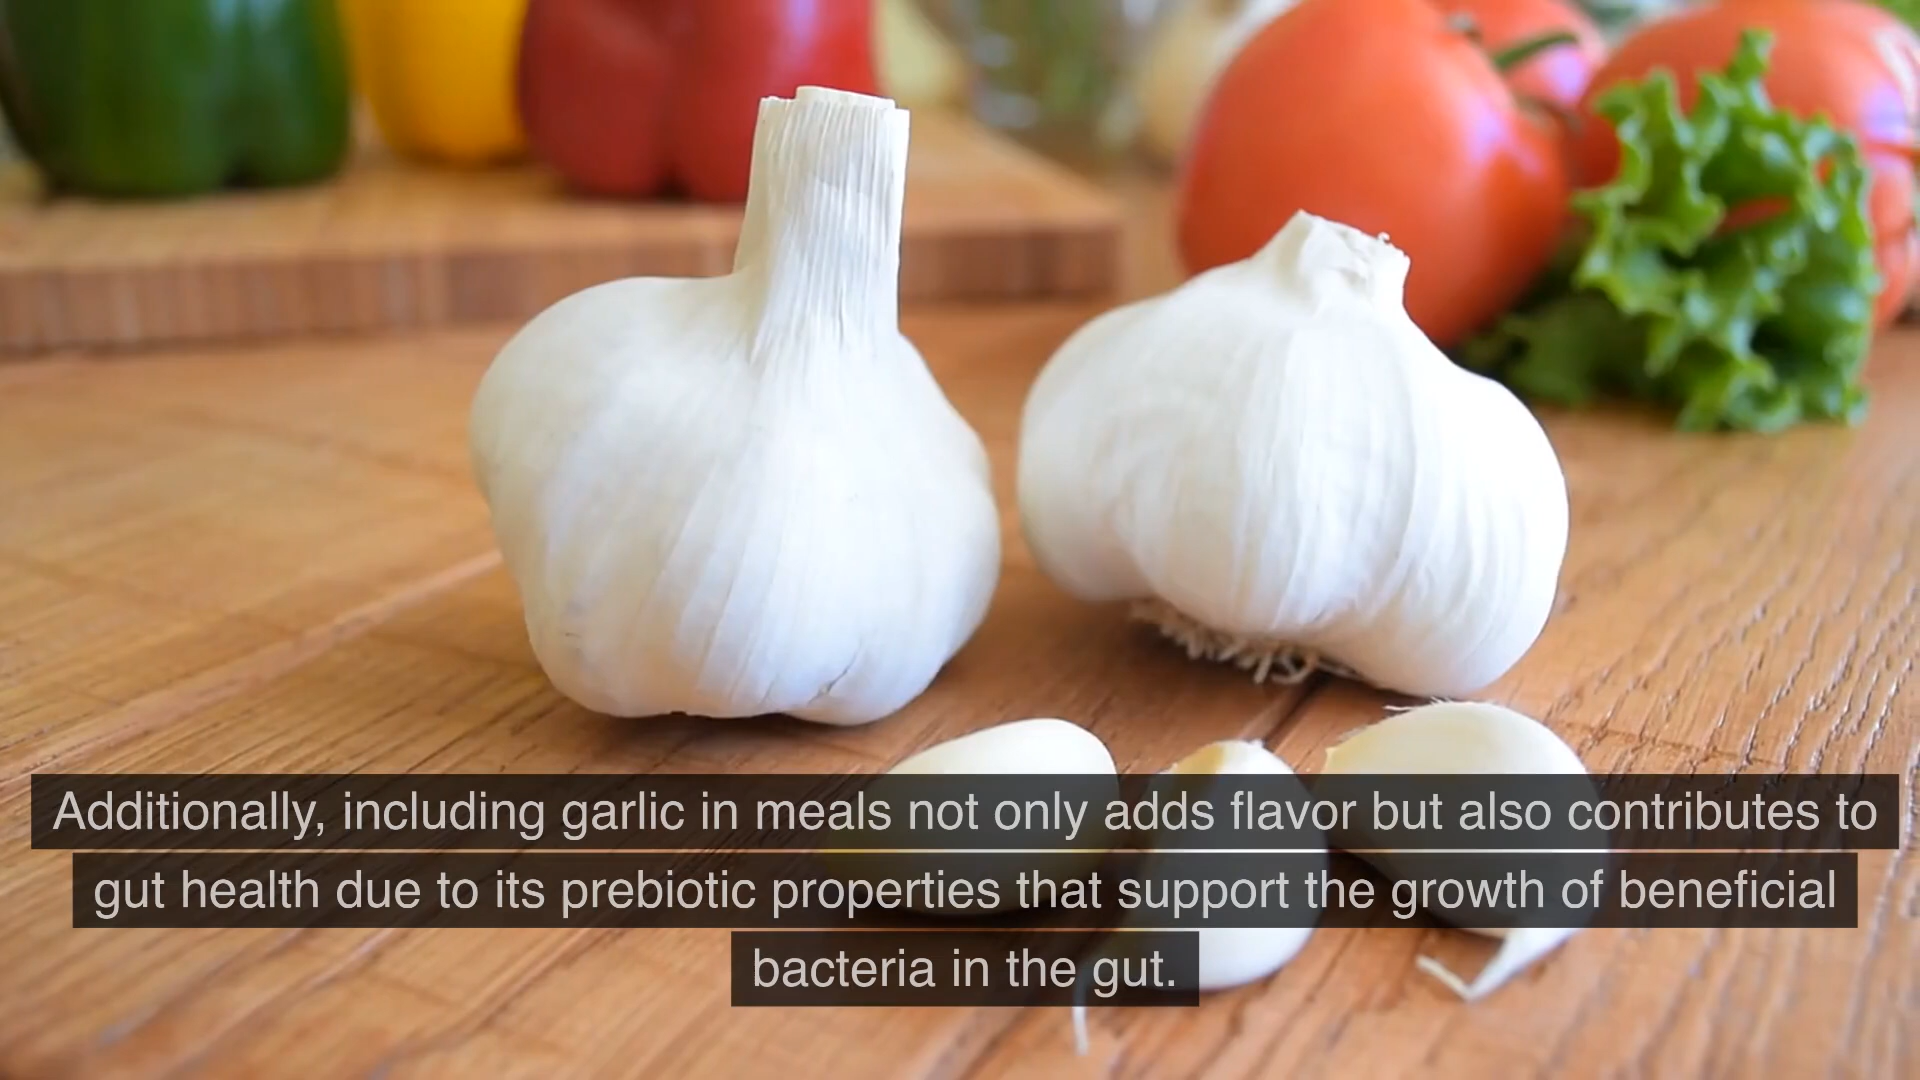 Additionally, including garlic in meals not only adds flavor but also contributes to
gut health due to its prebiotic properties that support the growth of beneficial
bacteria in the gut.